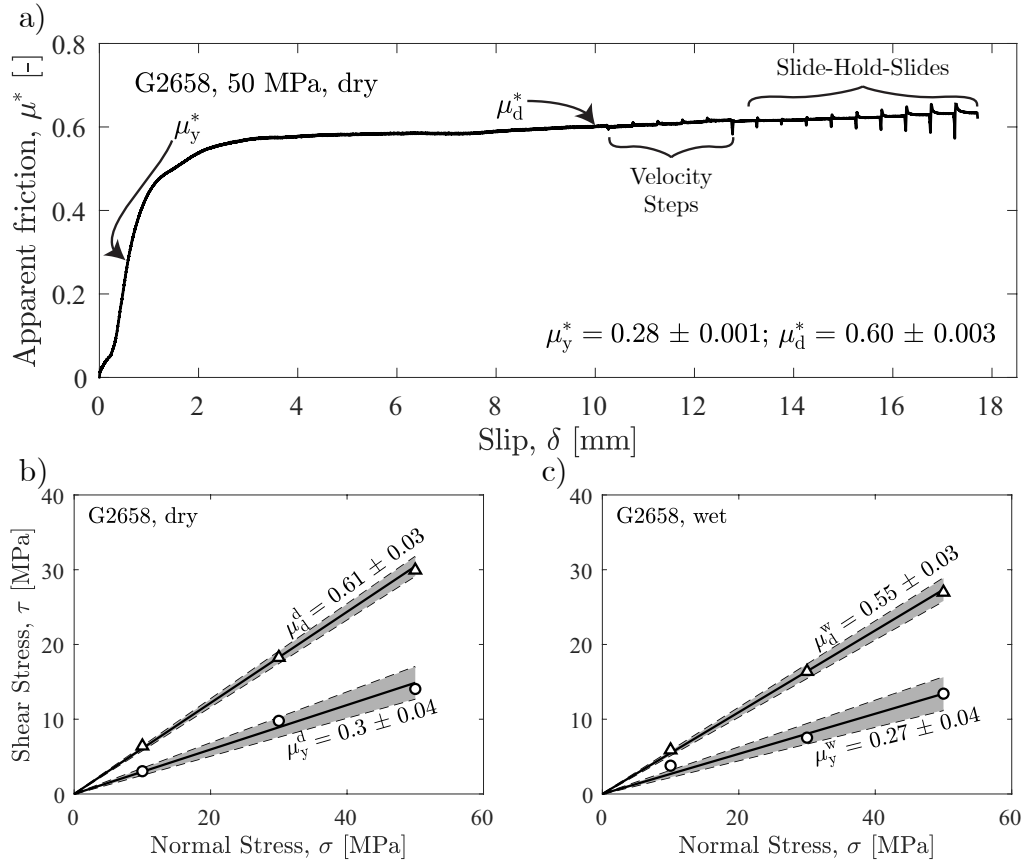 a)
Apparent friction, μ* [-]
0.8
0.6
0.4
0.2
0
G2658, 50 MPa, dry
μ*y
μ*d
Slide-Hold-Slides
Velocity
Steps
μ*y = 0.28 ± 0.001; μ*d = 0.60 ± 0.003
0 2 4 6 8 10 12 14 16 18
Slip, δ [mm]
b)
Shear Stress, τ [MPa]
40
30
20
10
0
G2658, dry
μᵈd = 0.61 ± 0.03
μᵈy = 0.3 ± 0.04
0 20 40 60
Normal Stress, σ [MPa]
c)
40
30
20
10
0
G2658, wet
μʷd = 0.55 ± 0.03
μʷy = 0.27 ± 0.04
0 20 40 60
Normal Stress, σ [MPa]